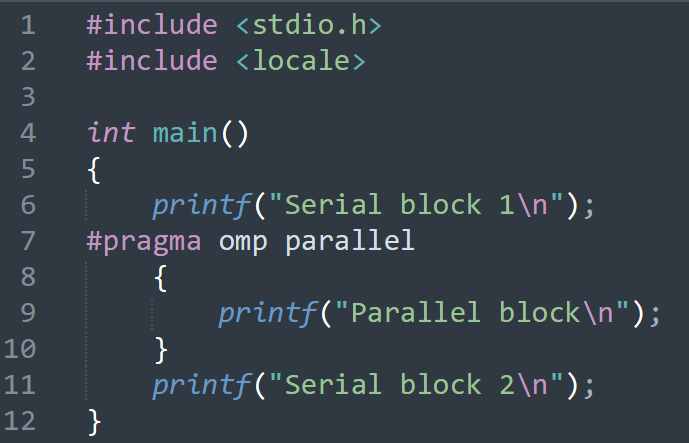 1 #include <stdio.h>
2 #include <locale>
3
4 int main()
5 {
6     printf("Serial block 1\n");
7 #pragma omp parallel
8     {
9         printf("Parallel block\n");
10     }
11     printf("Serial block 2\n");
12 }